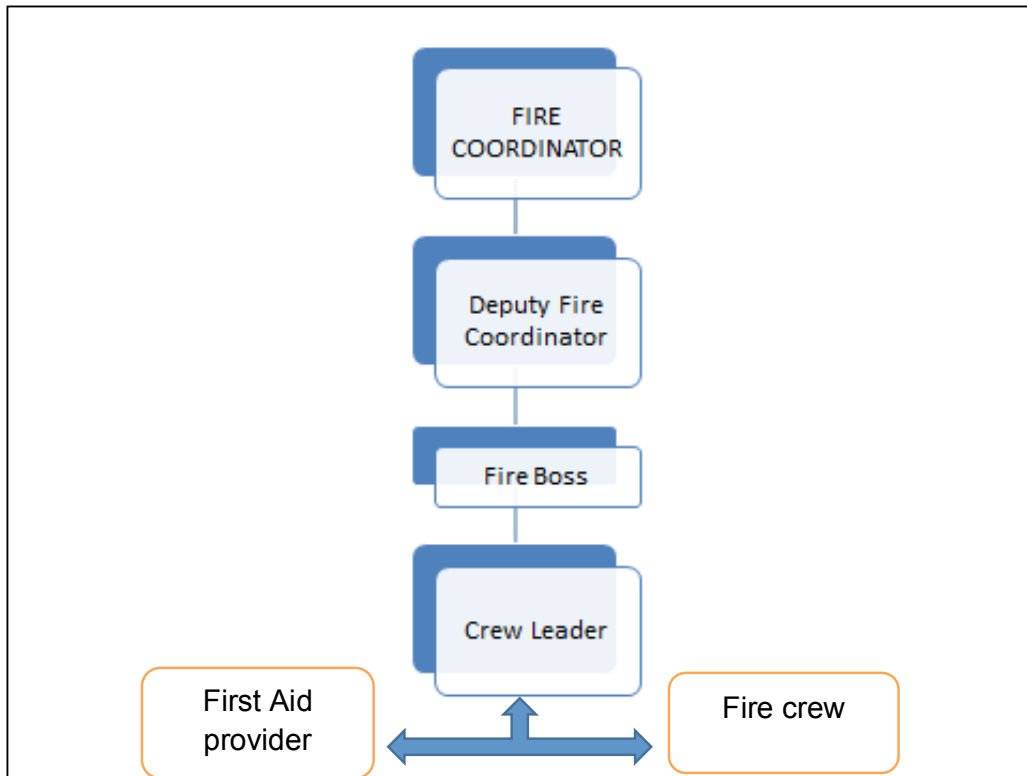 FIRE
COORDINATOR
Deputy Fire
Coordinator
Fire Boss
Crew Leader
First Aid
provider
Fire crew